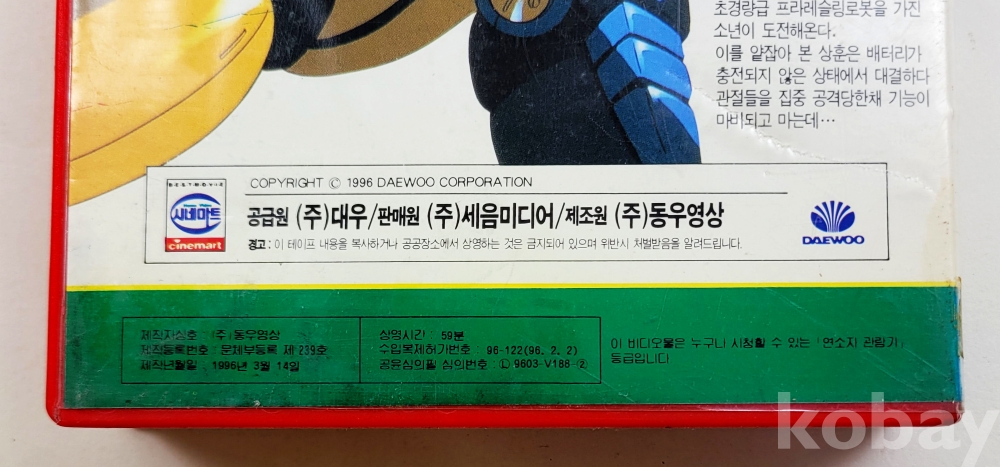 초경량급 프라레슬링로봇을 가진
소년이 도전해온다.
이를 얕잡아 본 상훈은 배터리가
충전되지 않은 상태에서 대결하다
관절들을 집중 공격당한채 기능이
마비되고 마는데…
BESTMOVIE
시네마트
cinemart
COPYRIGHT © 1996 DAEWOO CORPORATION
공급원 (주)대우/판매원 (주)세음미디어/제조원 (주)동우영상
경고 : 이 테이프 내용을 복사하거나 공공장소에서 상영하는 것은 금지되어 있으며 위반시 처벌받음을 알려드립니다.
DAEWOO
제작자상호 : (주)동우영상
제작등록번호 : 문체부등록 제 239호
제작년월일 : 1996년 3월 14일
상영시간 : 59분
수입복제허가번호 : 96-122(96. 2. 2)
공윤심의필 심의번호 : Ⓛ 9603-V188-②
이 비디오물은 누구나 시청할 수 있는 「연소자 관람가」
등급입니다
kobay